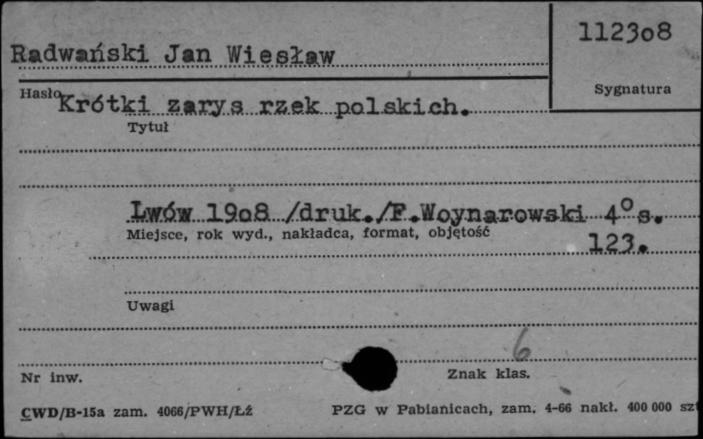 112308
Radwański Jan Wiesław
Sygnatura
Hasło
Krótki zarys rzek polskich.
Tytuł
Lwów 1908 /druk./F.Woynarowski 4° s.
Miejsce, rok wyd., nakładca, format, objętość
123.
Uwagi
6
Nr inw.
Znak klas.
CWD/B-15a zam. 4066/PWH/Łź PZG w Pabianicach, zam. 4-66 nakł. 400 000 szt